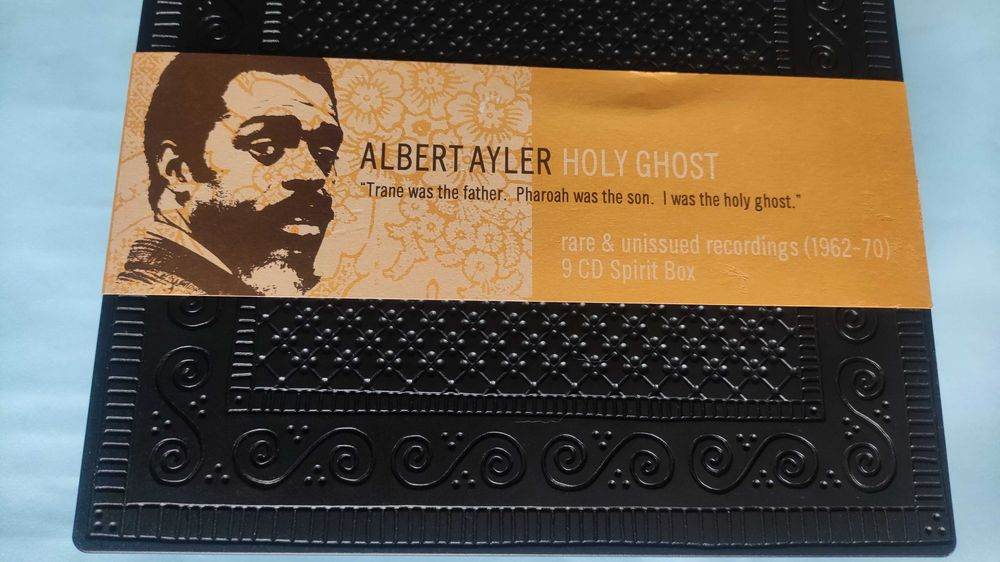 ALBERT AYLER HOLY GHOST
"Trane was the father. Pharoah was the son. I was the holy ghost."
rare & unissued recordings (1962-70)
9 CD Spirit Box